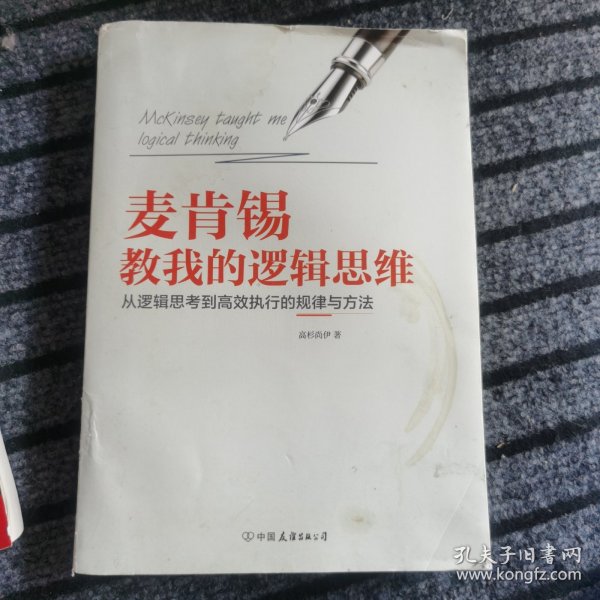 McKinsey taught me
logical thinking
麦肯锡
教我的逻辑思维
从逻辑思考到高效执行的规律与方法
高杉尚伊 著
中国友谊出版公司
孔夫子旧书网
www.kongfz.com